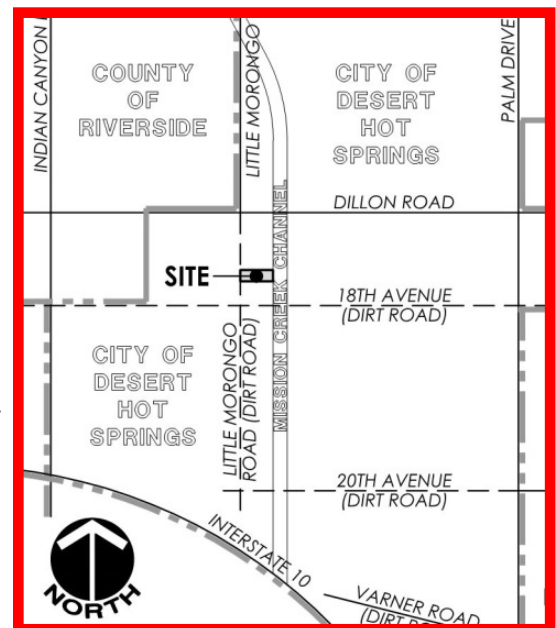 INDIAN CANYON
COUNTY
OF
RIVERSIDE
LITTLE MORONGO
CITY OF
DESERT
HOT
SPRINGS
PALM DRIVE
DILLON ROAD
SITE
MISSION CREEK CHANNEL
18TH AVENUE
(DIRT ROAD)
CITY OF
DESERT
HOT
SPRINGS
LITTLE MORONGO
ROAD (DIRT ROAD)
20TH AVENUE
(DIRT ROAD)
INTERSTATE 10
NORTH
VARNER ROAD
(DIRT